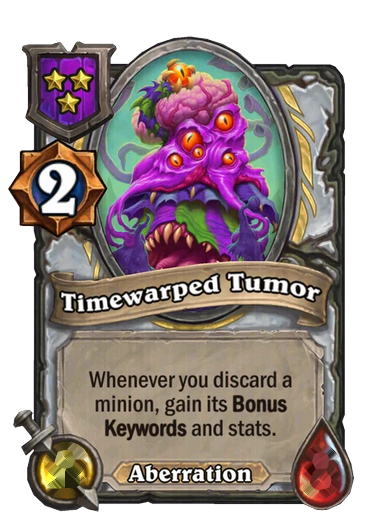 2
Timewarped Tumor
Whenever you discard a
minion, gain its Bonus
Keywords and stats.
Aberration